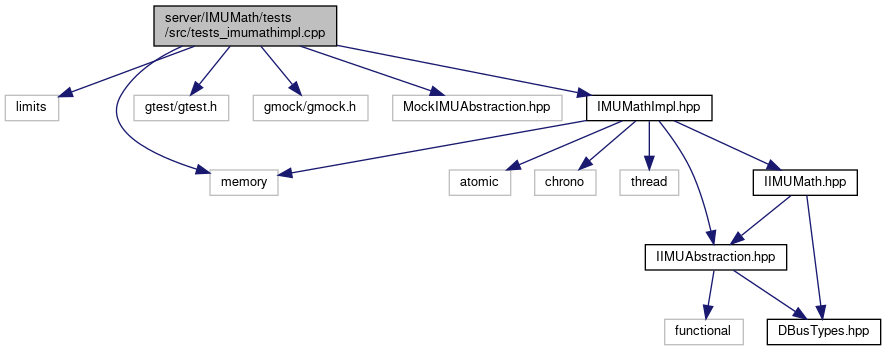 server/IMUMath/tests
/src/tests_imumathimpl.cpp
limits
gtest/gtest.h
gmock/gmock.h
MockIMUAbstraction.hpp
IMUMathImpl.hpp
memory
atomic
chrono
thread
IIMUMath.hpp
IIMUAbstraction.hpp
functional
DBusTypes.hpp